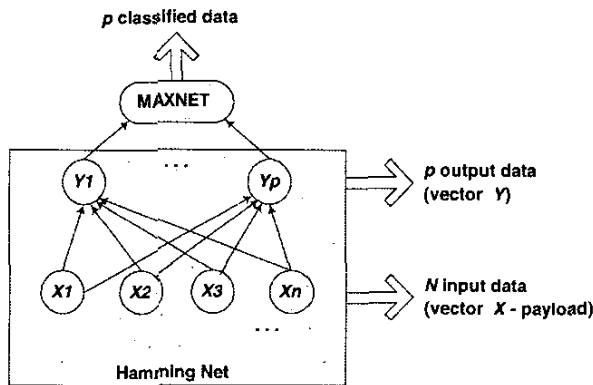 p classified data
MAXNET
...
Y1
Yp
p output data
(vector Y)
X1
X2
X3
Xn
N input data
(vector X - payload)
...
Hamming Net